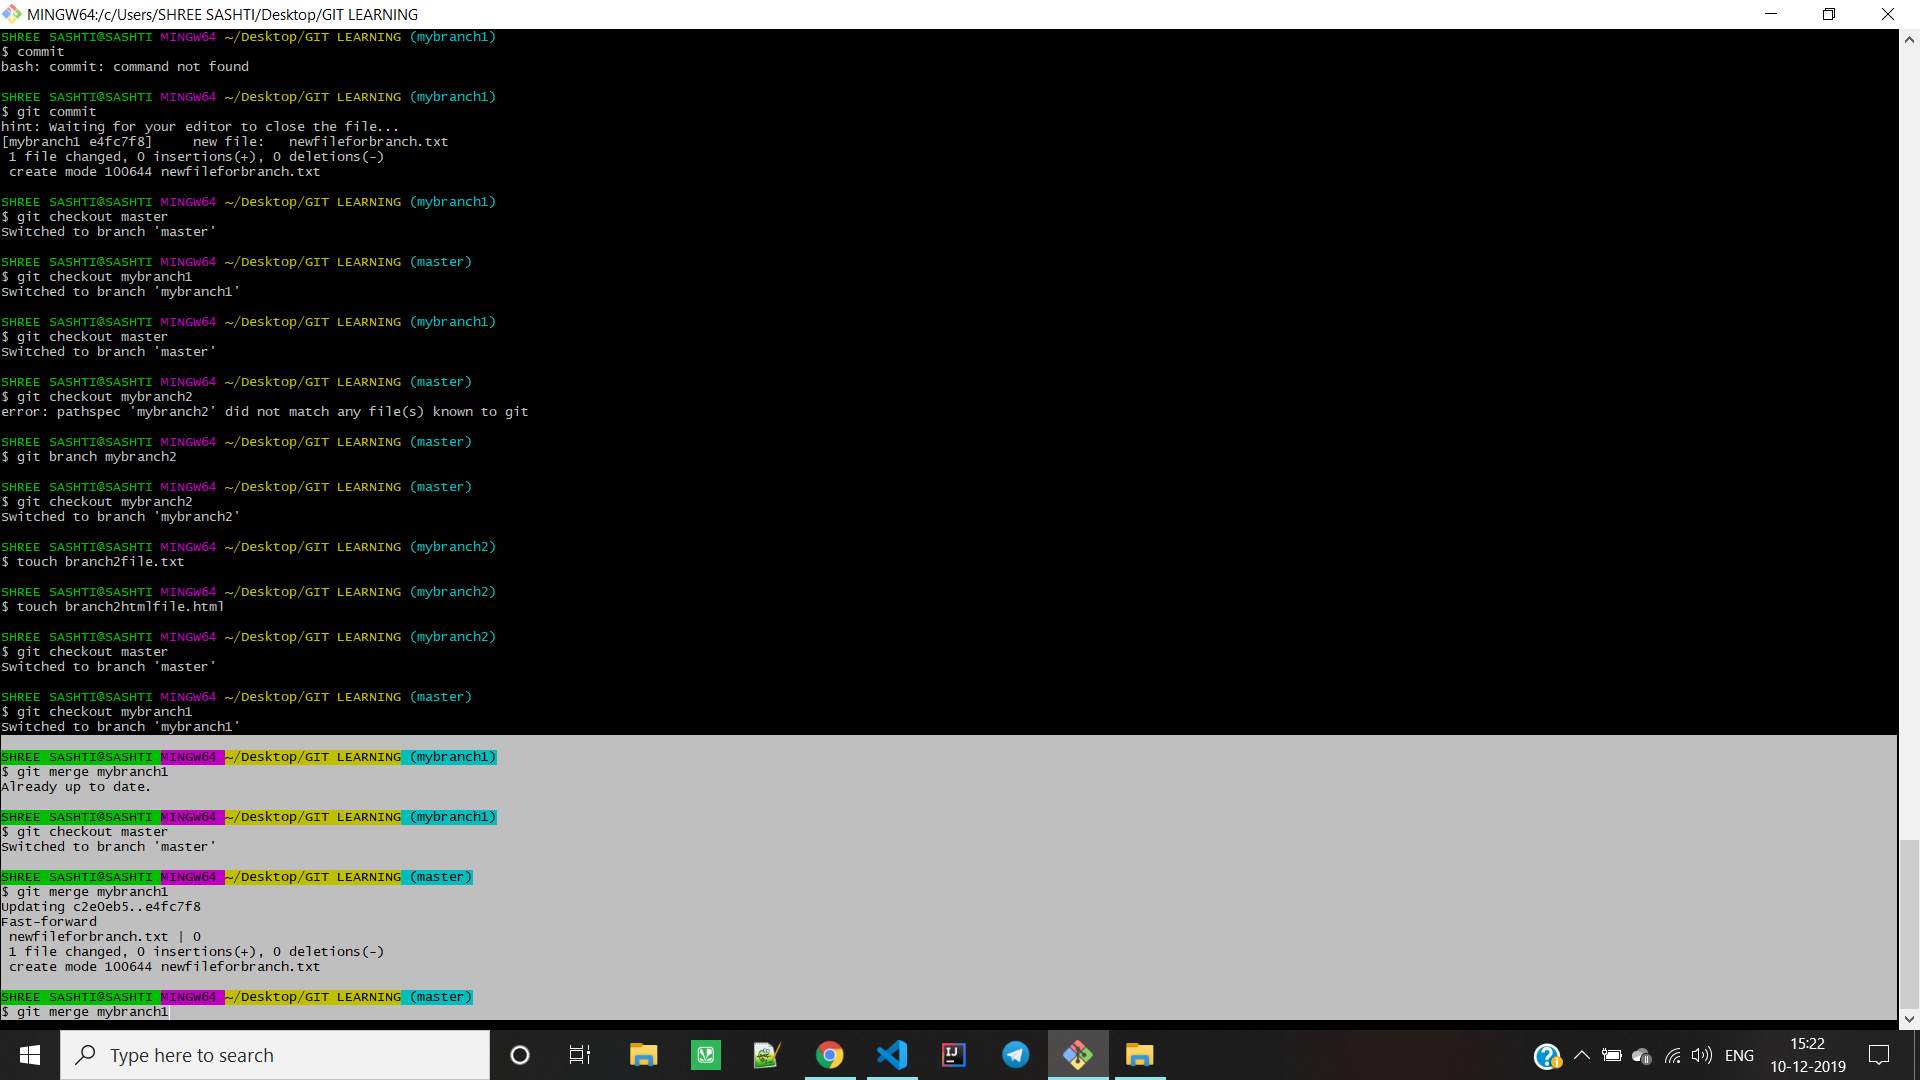 MINGW64:/c/Users/SHREE SASHTI/Desktop/GIT LEARNING
SHREE SASHTI@SASHTI MINGW64 ~/Desktop/GIT LEARNING (mybranch1)
$ commit
bash: commit: command not found
SHREE SASHTI@SASHTI MINGW64 ~/Desktop/GIT LEARNING (mybranch1)
$ git commit
hint: Waiting for your editor to close the file...
[mybranch1 e4fc7f8]     new file:   newfileforbranch.txt
 1 file changed, 0 insertions(+), 0 deletions(-)
 create mode 100644 newfileforbranch.txt
SHREE SASHTI@SASHTI MINGW64 ~/Desktop/GIT LEARNING (mybranch1)
$ git checkout master
Switched to branch 'master'
SHREE SASHTI@SASHTI MINGW64 ~/Desktop/GIT LEARNING (master)
$ git checkout mybranch1
Switched to branch 'mybranch1'
SHREE SASHTI@SASHTI MINGW64 ~/Desktop/GIT LEARNING (mybranch1)
$ git checkout master
Switched to branch 'master'
SHREE SASHTI@SASHTI MINGW64 ~/Desktop/GIT LEARNING (master)
$ git checkout mybranch2
error: pathspec 'mybranch2' did not match any file(s) known to git
SHREE SASHTI@SASHTI MINGW64 ~/Desktop/GIT LEARNING (master)
$ git branch mybranch2
SHREE SASHTI@SASHTI MINGW64 ~/Desktop/GIT LEARNING (master)
$ git checkout mybranch2
Switched to branch 'mybranch2'
SHREE SASHTI@SASHTI MINGW64 ~/Desktop/GIT LEARNING (mybranch2)
$ touch branch2file.txt
SHREE SASHTI@SASHTI MINGW64 ~/Desktop/GIT LEARNING (mybranch2)
$ touch branch2htmlfile.html
SHREE SASHTI@SASHTI MINGW64 ~/Desktop/GIT LEARNING (mybranch2)
$ git checkout master
Switched to branch 'master'
SHREE SASHTI@SASHTI MINGW64 ~/Desktop/GIT LEARNING (master)
$ git checkout mybranch1
Switched to branch 'mybranch1'
SHREE SASHTI@SASHTI MINGW64 ~/Desktop/GIT LEARNING (mybranch1)
$ git merge mybranch1
Already up to date.
SHREE SASHTI@SASHTI MINGW64 ~/Desktop/GIT LEARNING (mybranch1)
$ git checkout master
Switched to branch 'master'
SHREE SASHTI@SASHTI MINGW64 ~/Desktop/GIT LEARNING (master)
$ git merge mybranch1
Updating c2e0eb5..e4fc7f8
Fast-forward
 newfileforbranch.txt | 0
 1 file changed, 0 insertions(+), 0 deletions(-)
 create mode 100644 newfileforbranch.txt
SHREE SASHTI@SASHTI MINGW64 ~/Desktop/GIT LEARNING (master)
$ git merge mybranch1
Type here to search
ENG
15:22
10-12-2019